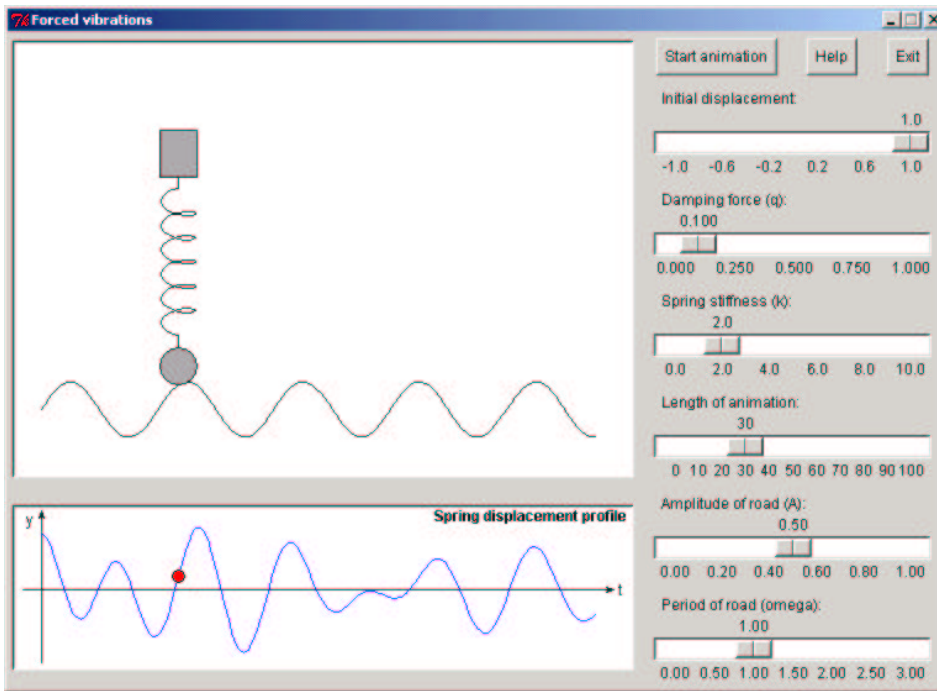 Forced vibrations
Start animation Help Exit
Initial displacement:
1.0
-1.0 -0.6 -0.2 0.2 0.6 1.0
Damping force (q):
0.100
0.000 0.250 0.500 0.750 1.000
Spring stiffness (k):
2.0
0.0 2.0 4.0 6.0 8.0 10.0
Length of animation:
30
0 10 20 30 40 50 60 70 80 90 100
Amplitude of road (A):
0.50
0.00 0.20 0.40 0.60 0.80 1.00
Period of road (omega):
1.00
0.00 0.50 1.00 1.50 2.00 2.50 3.00
Spring displacement profile
y
t